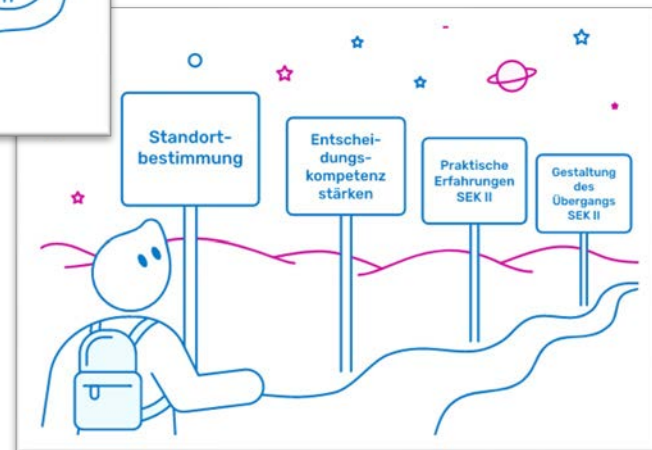 Standort-
bestimmung
Entschei-
dungs-
kompetenz
stärken
Praktische
Erfahrungen
SEK II
Gestaltung
des
Übergangs
SEK II